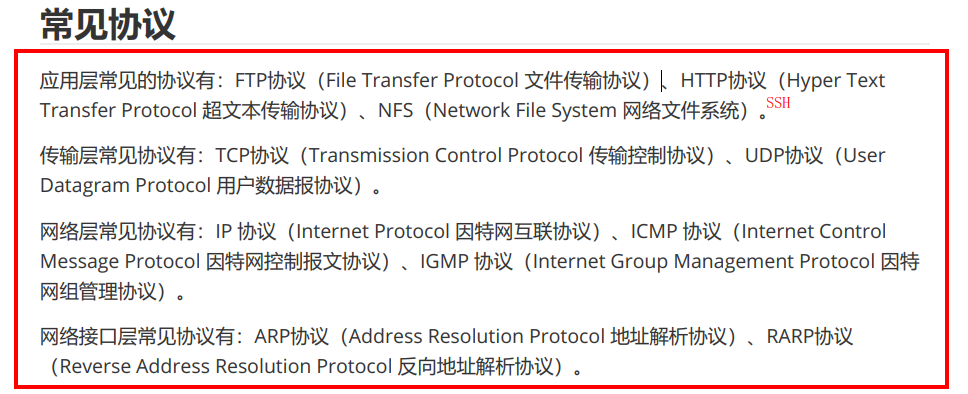 常见协议
应用层常见的协议有：FTP协议（File Transfer Protocol 文件传输协议）、HTTP协议（Hyper Text
Transfer Protocol 超文本传输协议）、NFS（Network File System 网络文件系统）。SSH
传输层常见协议有：TCP协议（Transmission Control Protocol 传输控制协议）、UDP协议（User
Datagram Protocol 用户数据报协议）。
网络层常见协议有：IP 协议（Internet Protocol 因特网互联协议）、ICMP 协议（Internet Control
Message Protocol 因特网控制报文协议）、IGMP 协议（Internet Group Management Protocol 因特
网组管理协议）。
网络接口层常见协议有：ARP协议（Address Resolution Protocol 地址解析协议）、RARP协议
（Reverse Address Resolution Protocol 反向地址解析协议）。